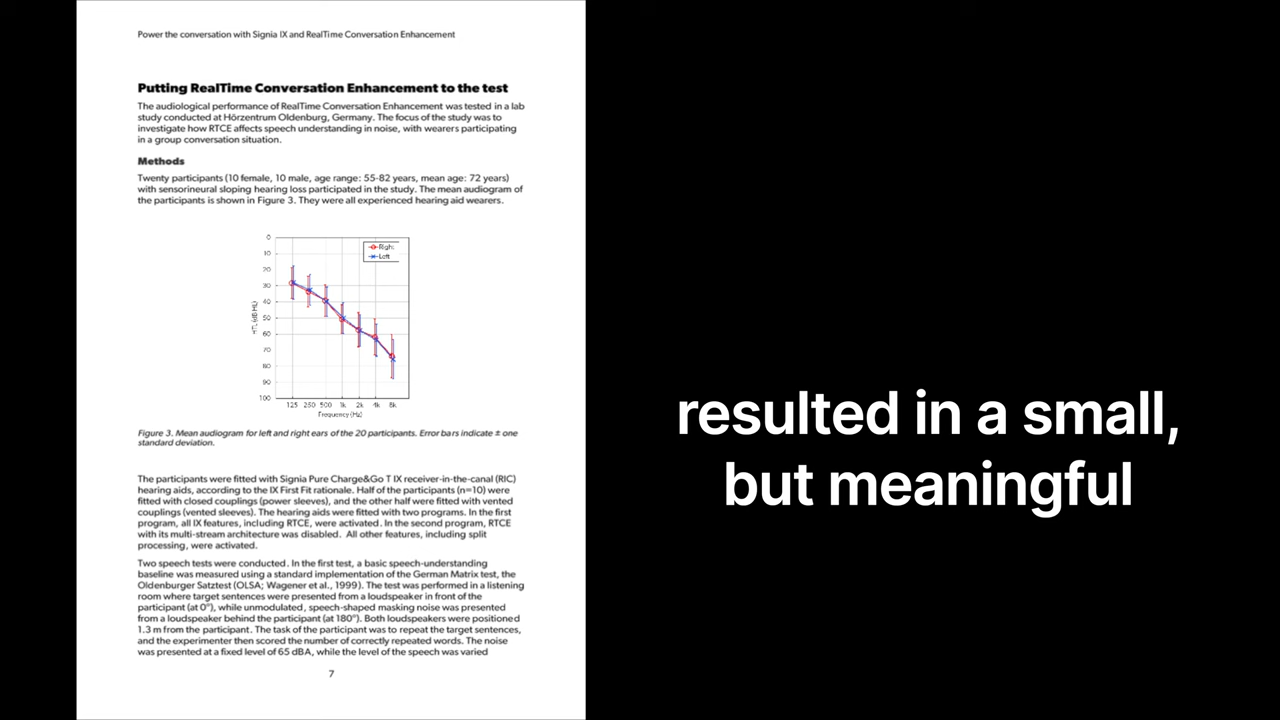 Power the conversation with Signia IX and RealTime Conversation Enhancement
Putting RealTime Conversation Enhancement to the test
The audiological performance of RealTime Conversation Enhancement was tested in a lab
study conducted at Hörzentrum Oldenburg, Germany. The focus of the study was to
investigate how RTCE affects speech understanding in noise, with wearers participating
in a group conversation situation.
Methods
Twenty participants (10 female, 10 male, age range: 55-82 years, mean age: 72 years)
with sensorineural sloping hearing loss participated in the study. The mean audiogram of
the participants is shown in Figure 3. They were all experienced hearing aid wearers.
0
10
20
30
40
50
60
70
80
90
100
HTL (dB HL)
Right
Left
125 250 500 1k 2k 4k 8k
Frequency (Hz)
Figure 3. Mean audiogram for left and right ears of the 20 participants. Error bars indicate ± one
standard deviation.
The participants were fitted with Signia Pure Charge&Go T IX receiver-in-the-canal (RIC)
hearing aids, according to the IX First Fit rationale. Half of the participants (n=10) were
fitted with closed couplings (power sleeves), and the other half were fitted with vented
couplings (vented sleeves). The hearing aids were fitted with two programs. In the first
program, all IX features, including RTCE, were activated. In the second program, RTCE
with its multi-stream architecture was disabled. All other features, including split
processing, were activated.
Two speech tests were conducted. In the first test, a basic speech-understanding
baseline was measured using a standard implementation of the German Matrix test, the
Oldenburger Satztest (OLSA; Wagener et al., 1999). The test was performed in a listening
room where target sentences were presented from a loudspeaker in front of the
participant (at 0°), while unmodulated, speech-shaped masking noise was presented
from a loudspeaker behind the participant (at 180°). Both loudspeakers were positioned
1.3 m from the participant. The task of the participant was to repeat the target sentences,
and the experimenter then scored the number of correctly repeated words. The noise
was presented at a fixed level of 65 dBA, while the level of the speech was varied
7
resulted in a small,
but meaningful